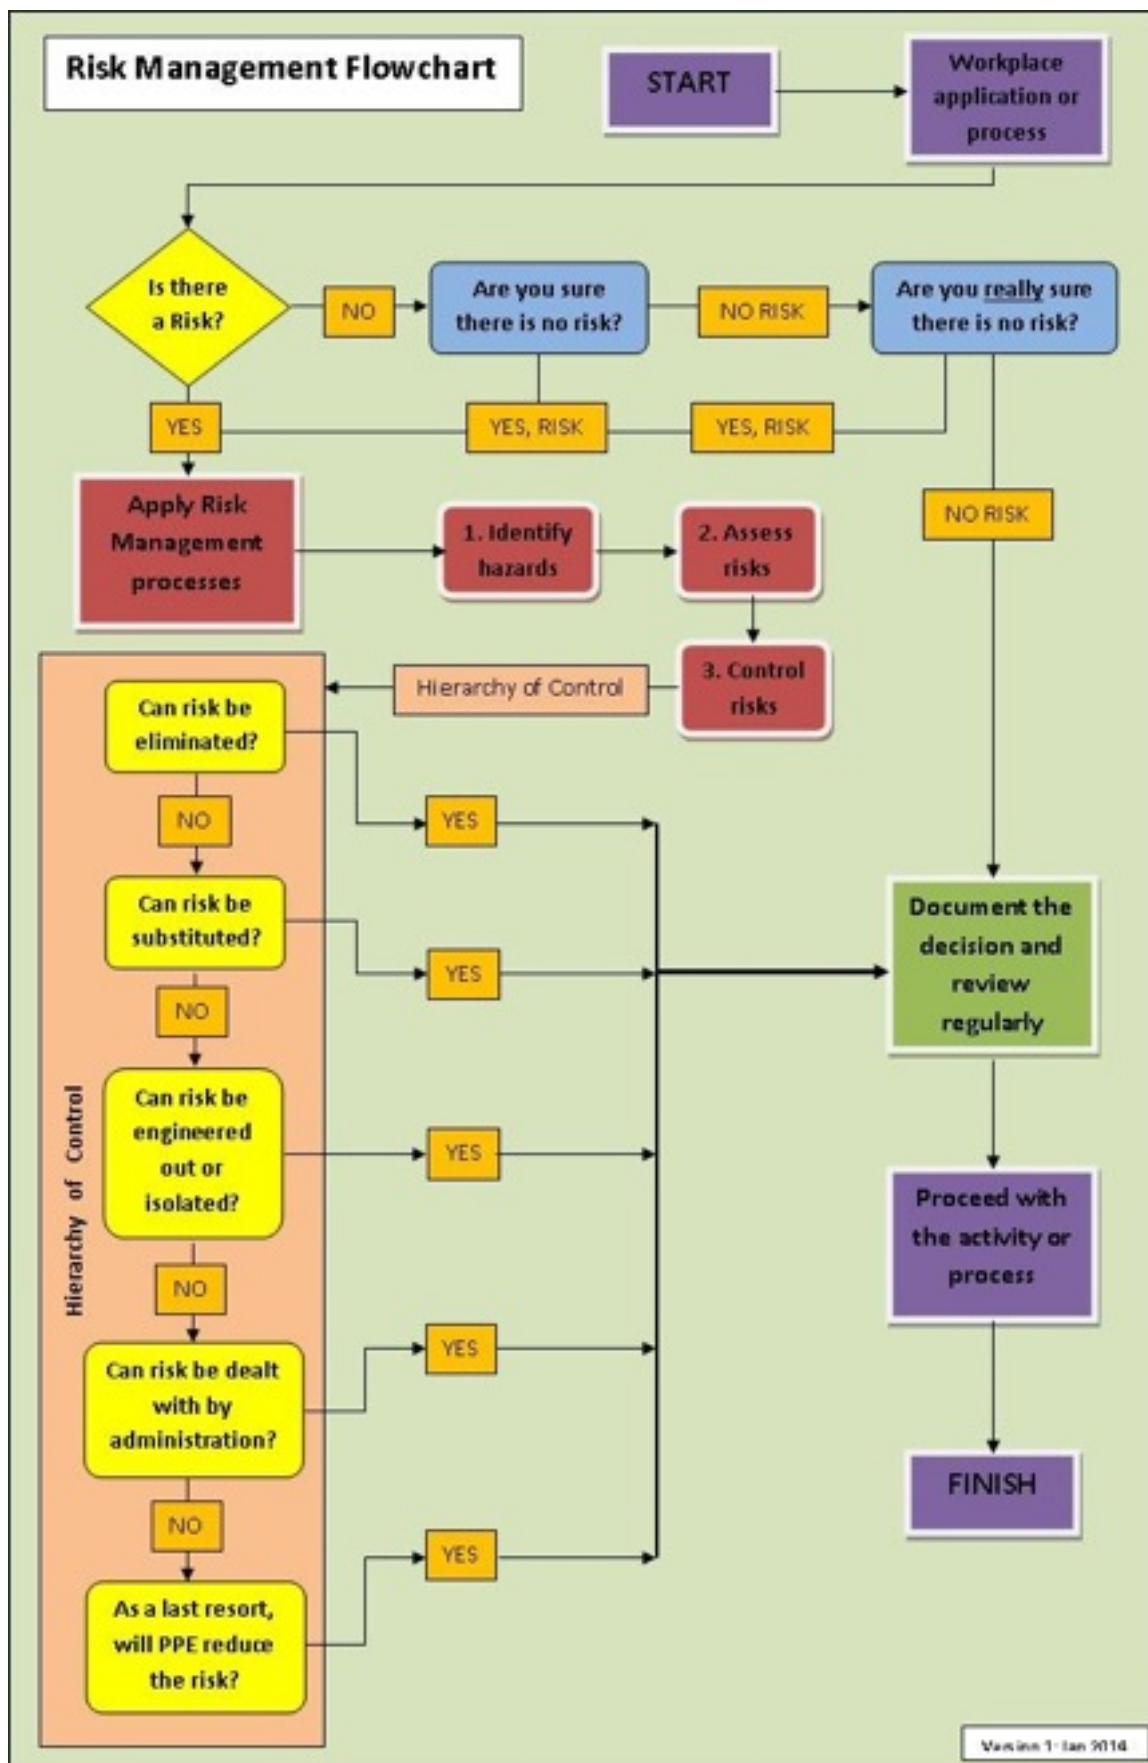 Risk Management Flowchart
START
Workplace
application or
process
Is there
a Risk?
NO
Are you sure
there is no risk?
NO RISK
Are you really sure
there is no risk?
YES
YES, RISK
YES, RISK
NO RISK
Apply Risk
Management
processes
1. Identify
hazards
2. Assess
risks
3. Control
risks
Hierarchy of Control
Hierarchy of Control
Can risk be
eliminated?
YES
NO
Can risk be
substituted?
YES
NO
Can risk be
engineered
out or
isolated?
YES
NO
Can risk be dealt
with by
administration?
YES
NO
As a last resort,
will PPE reduce
the risk?
YES
Document the
decision and
review
regularly
Proceed with
the activity or
process
FINISH
Version 1: Jan